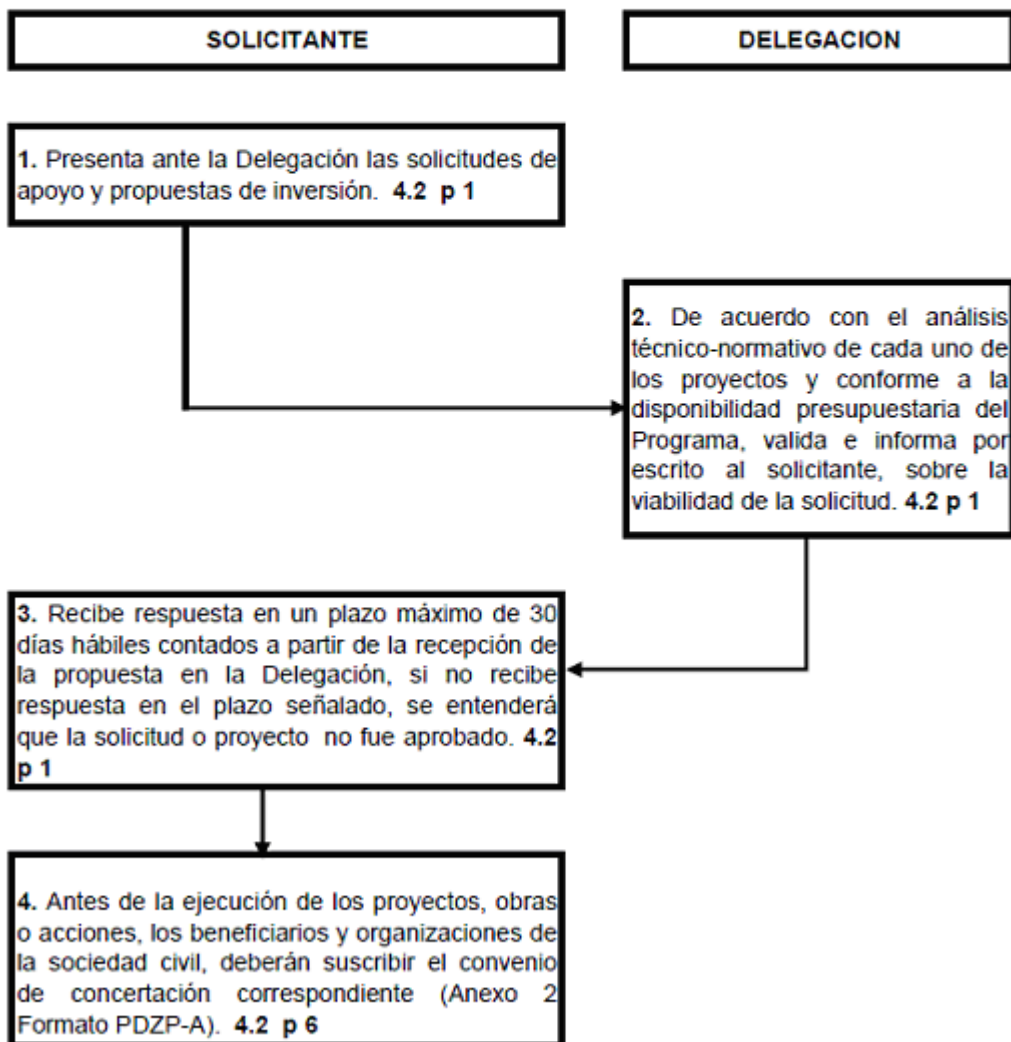 SOLICITANTE
DELEGACION
1. Presenta ante la Delegación las solicitudes de
apoyo y propuestas de inversión. 4.2 p 1
2. De acuerdo con el análisis
técnico-normativo de cada uno de
los proyectos y conforme a la
disponibilidad presupuestaria del
Programa, valida e informa por
escrito al solicitante, sobre la
viabilidad de la solicitud. 4.2 p 1
3. Recibe respuesta en un plazo máximo de 30
días hábiles contados a partir de la recepción de
la propuesta en la Delegación, si no recibe
respuesta en el plazo señalado, se entenderá
que la solicitud o proyecto no fue aprobado. 4.2
p 1
4. Antes de la ejecución de los proyectos, obras
o acciones, los beneficiarios y organizaciones de
la sociedad civil, deberán suscribir el convenio
de concertación correspondiente (Anexo 2
Formato PDZP-A). 4.2 p 6